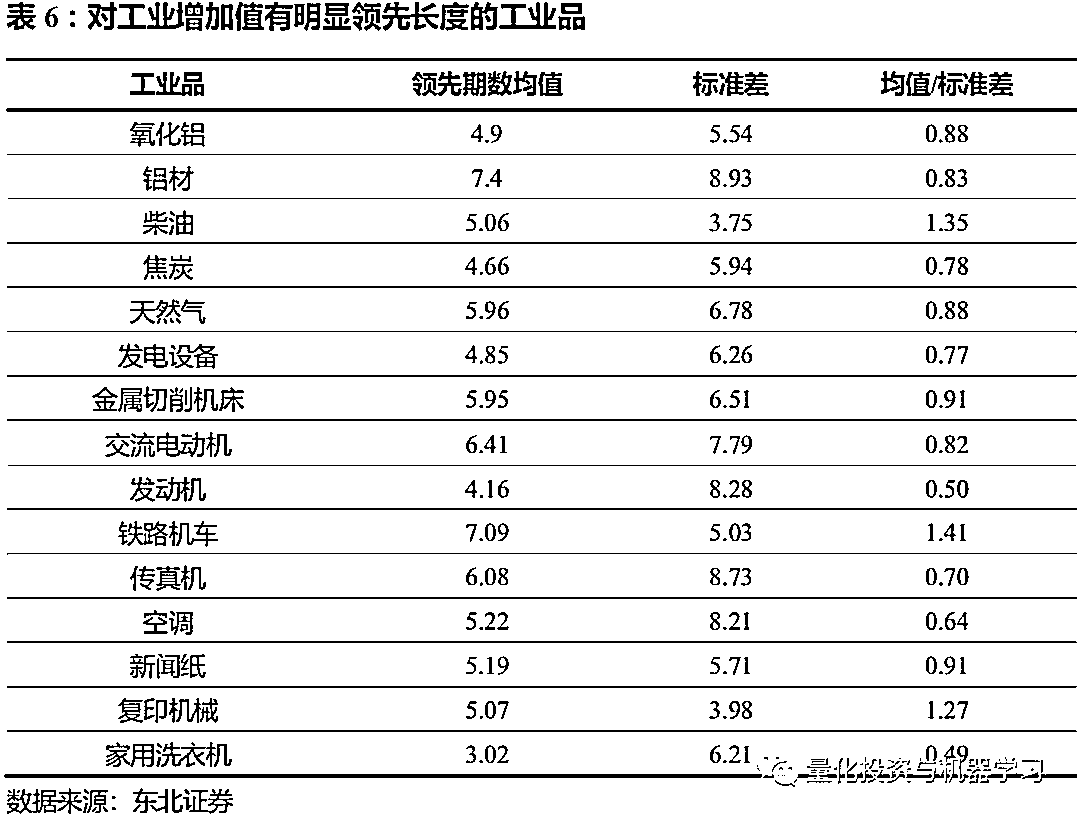 表 6：对工业增加值有明显领先长度的工业品
工业品 领先期数均值 标准差 均值/标准差
氧化铝 4.9 5.54 0.88
铝材 7.4 8.93 0.83
柴油 5.06 3.75 1.35
焦炭 4.66 5.94 0.78
天然气 5.96 6.78 0.88
发电设备 4.85 6.26 0.77
金属切削机床 5.95 6.51 0.91
交流电动机 6.41 7.79 0.82
发动机 4.16 8.28 0.50
铁路机车 7.09 5.03 1.41
传真机 6.08 8.73 0.70
空调 5.22 8.21 0.64
新闻纸 5.19 5.71 0.91
复印机械 5.07 3.98 1.27
家用洗衣机 3.02 6.21 0.49
量化投资与机器学习
数据来源：东北证券